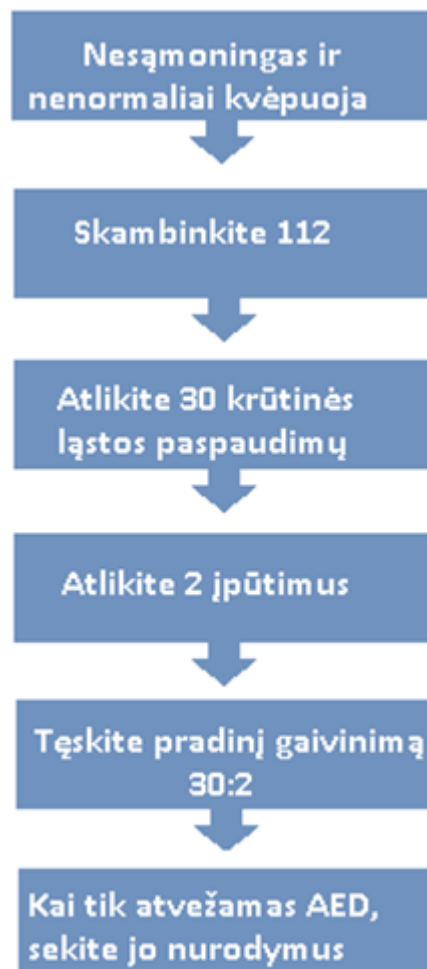 Nesąmoningas ir
nenormaliai kvėpuoja
Skambinkite 112
Atlikite 30 krūtinės
ląstos paspaudimų
Atlikite 2 įpūtimus
Tęskite pradinį gaivinimą
30:2
Kai tik atvežamas AED,
sekite jo nurodymus